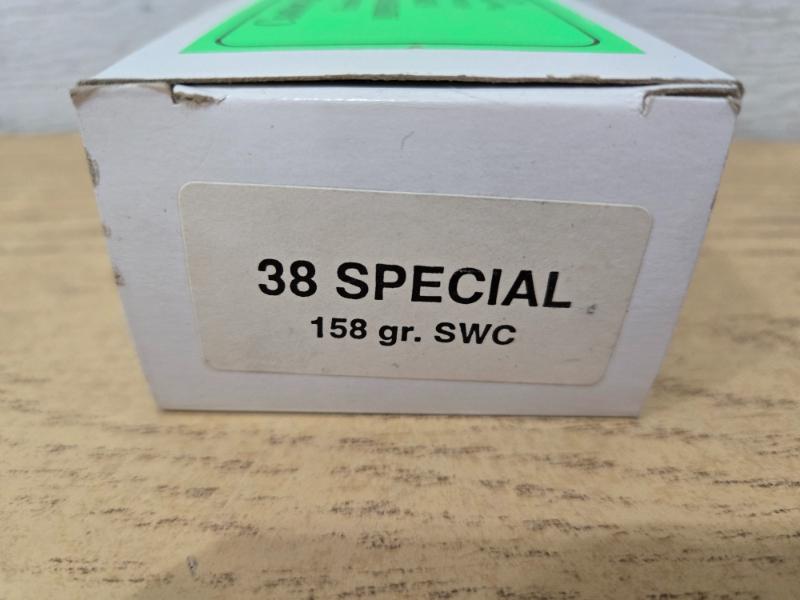 38 SPECIAL
158 gr. SWC